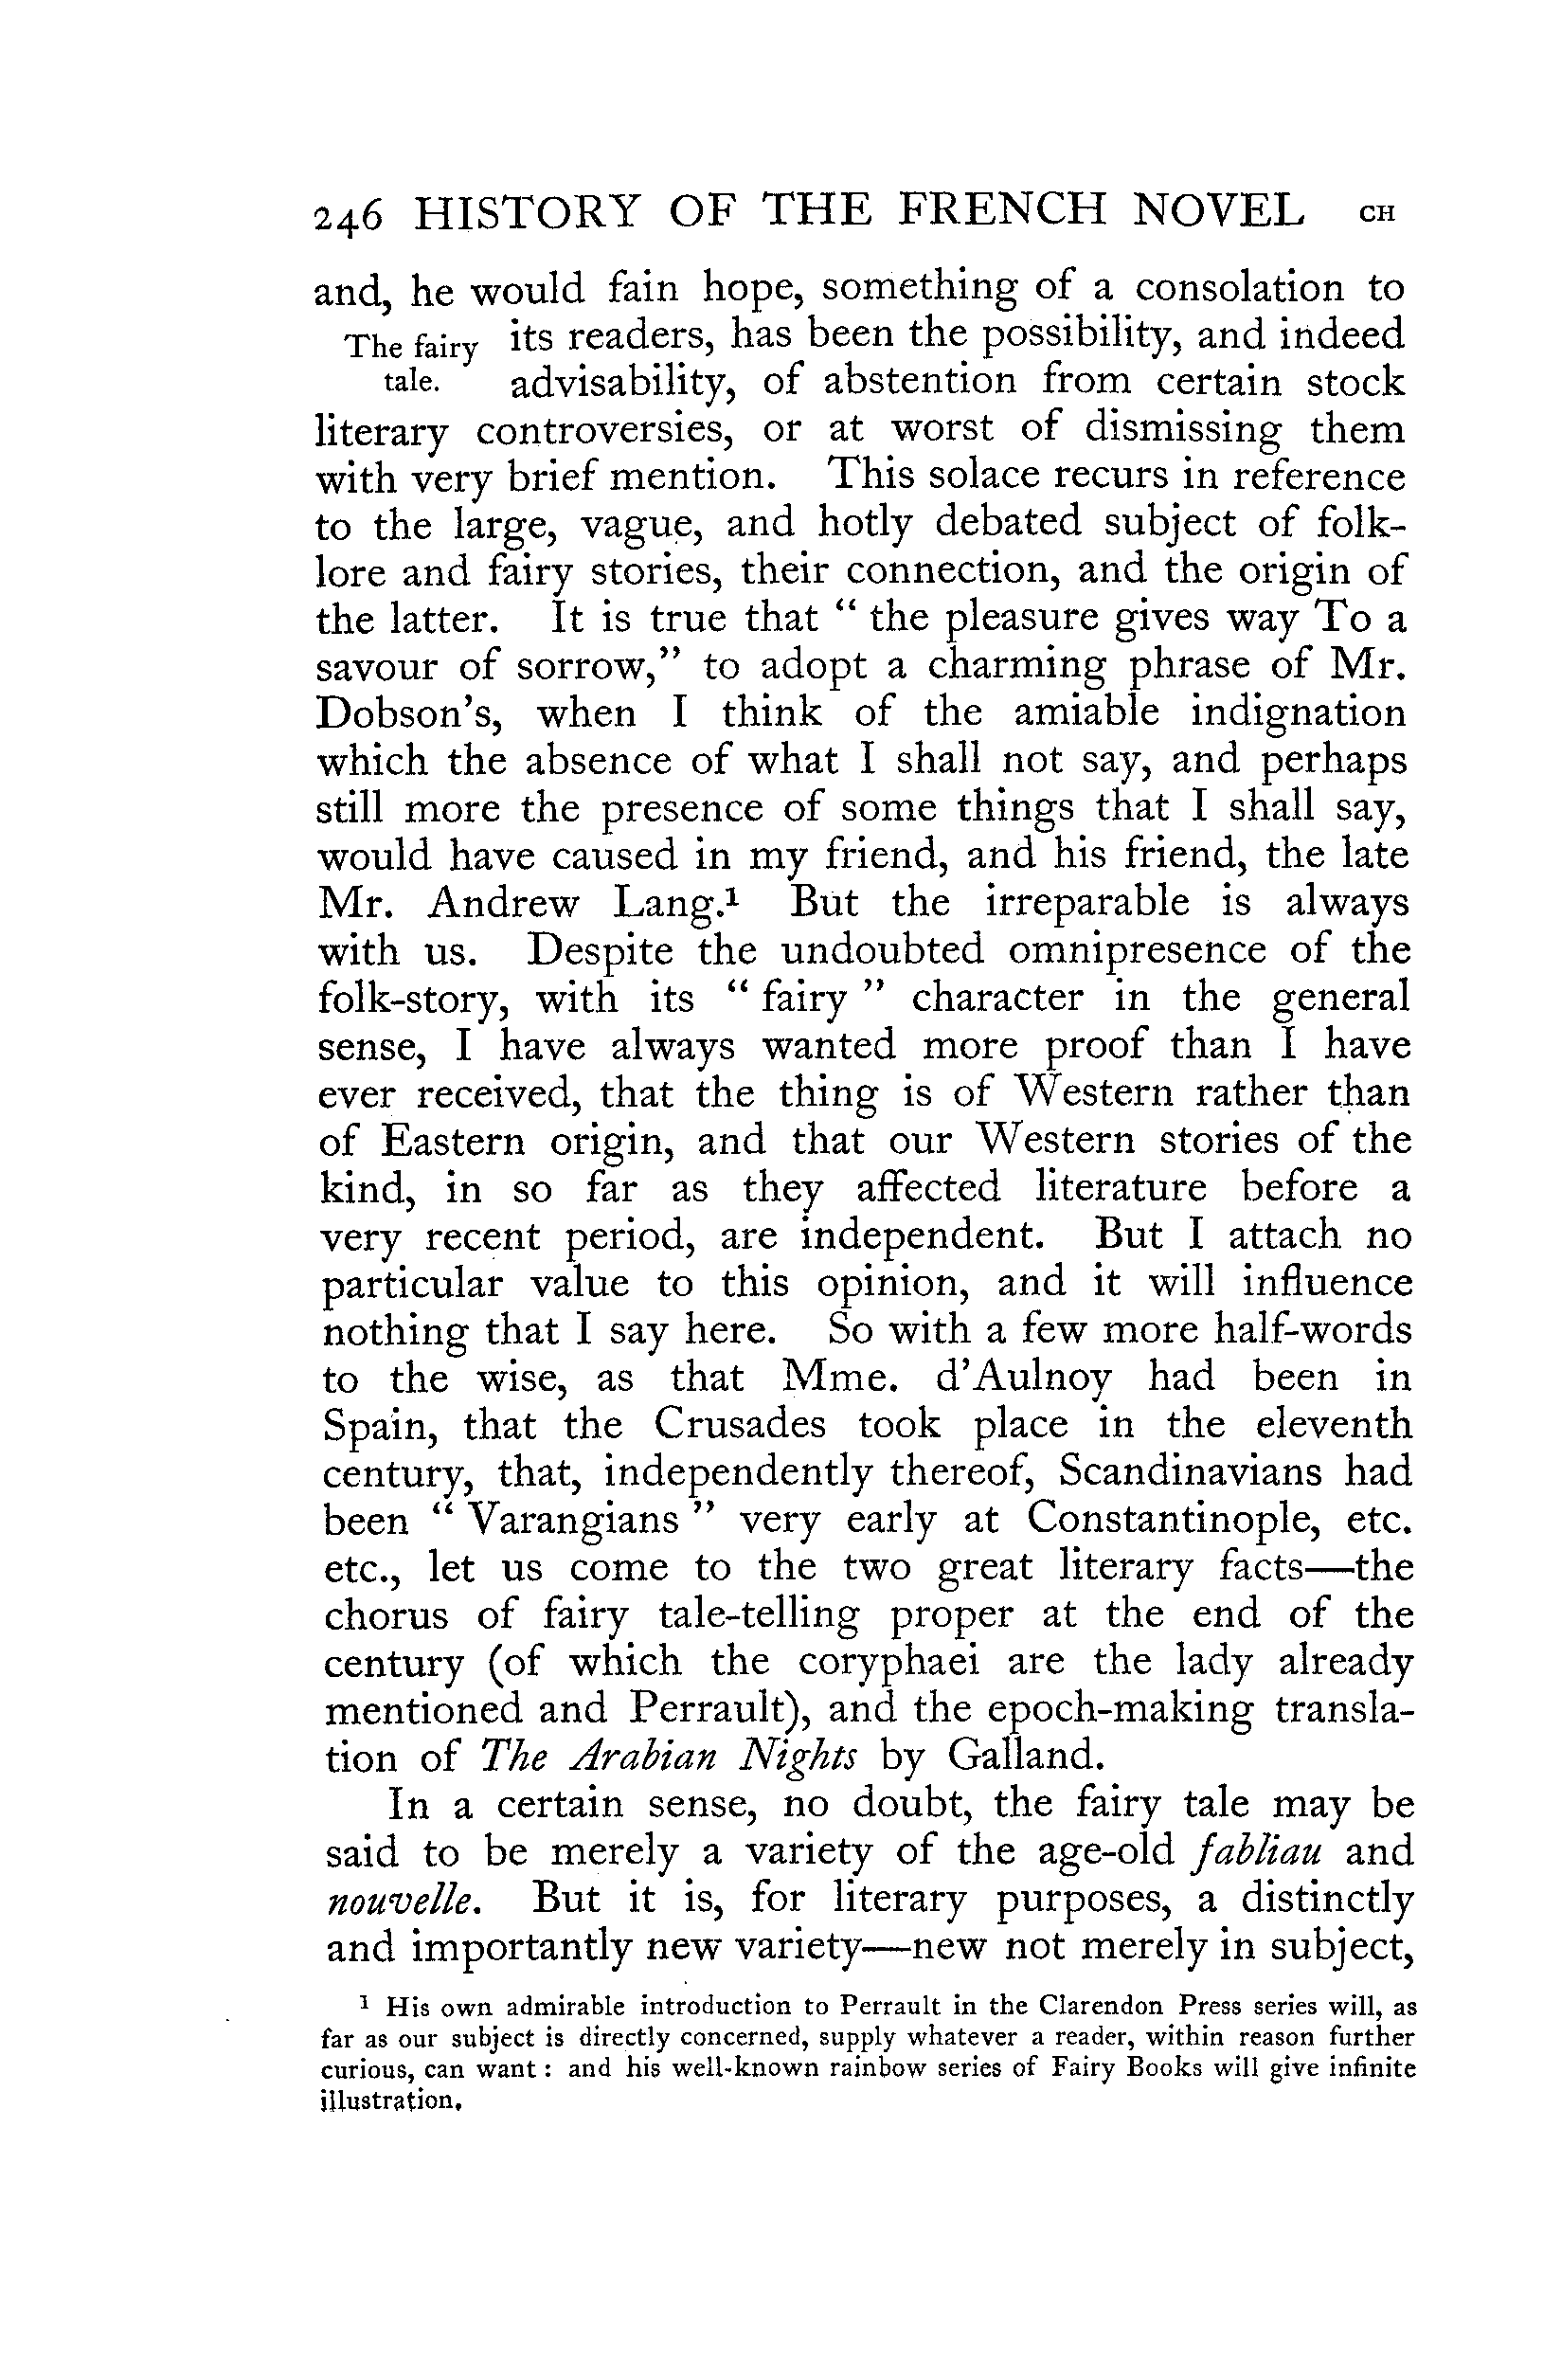 246 HISTORY OF THE FRENCH NOVEL CH
and, he would fain hope, something of a consolation to
The fairy its readers, has been the possibility, and indeed
tale. advisability, of abstention from certain stock
literary controversies, or at worst of dismissing them
with very brief mention. This solace recurs in reference
to the large, vague, and hotly debated subject of folk-
lore and fairy stories, their connection, and the origin of
the latter. It is true that “ the pleasure gives way To a
savour of sorrow,” to adopt a charming phrase of Mr.
Dobson's, when I think of the amiable indignation
which the absence of what I shall not say, and perhaps
still more the presence of some things that I shall say,
would have caused in my friend, and his friend, the late
Mr. Andrew Lang.¹ But the irreparable is always
with us. Despite the undoubted omnipresence of the
folk-story, with its “ fairy ” character in the general
sense, I have always wanted more proof than I have
ever received, that the thing is of Western rather than
of Eastern origin, and that our Western stories of the
kind, in so far as they affected literature before a
very recent period, are independent. But I attach no
particular value to this opinion, and it will influence
nothing that I say here. So with a few more half-words
to the wise, as that Mme. d'Aulnoy had been in
Spain, that the Crusades took place in the eleventh
century, that, independently thereof, Scandinavians had
been “ Varangians ” very early at Constantinople, etc.
etc., let us come to the two great literary facts—the
chorus of fairy tale-telling proper at the end of the
century (of which the coryphaei are the lady already
mentioned and Perrault), and the epoch-making transla-
tion of The Arabian Nights by Galland.
In a certain sense, no doubt, the fairy tale may be
said to be merely a variety of the age-old fabliau and
nouvelle. But it is, for literary purposes, a distinctly
and importantly new variety—new not merely in subject,
¹ His own admirable introduction to Perrault in the Clarendon Press series will, as
far as our subject is directly concerned, supply whatever a reader, within reason further
curious, can want : and his well-known rainbow series of Fairy Books will give infinite
illustration.